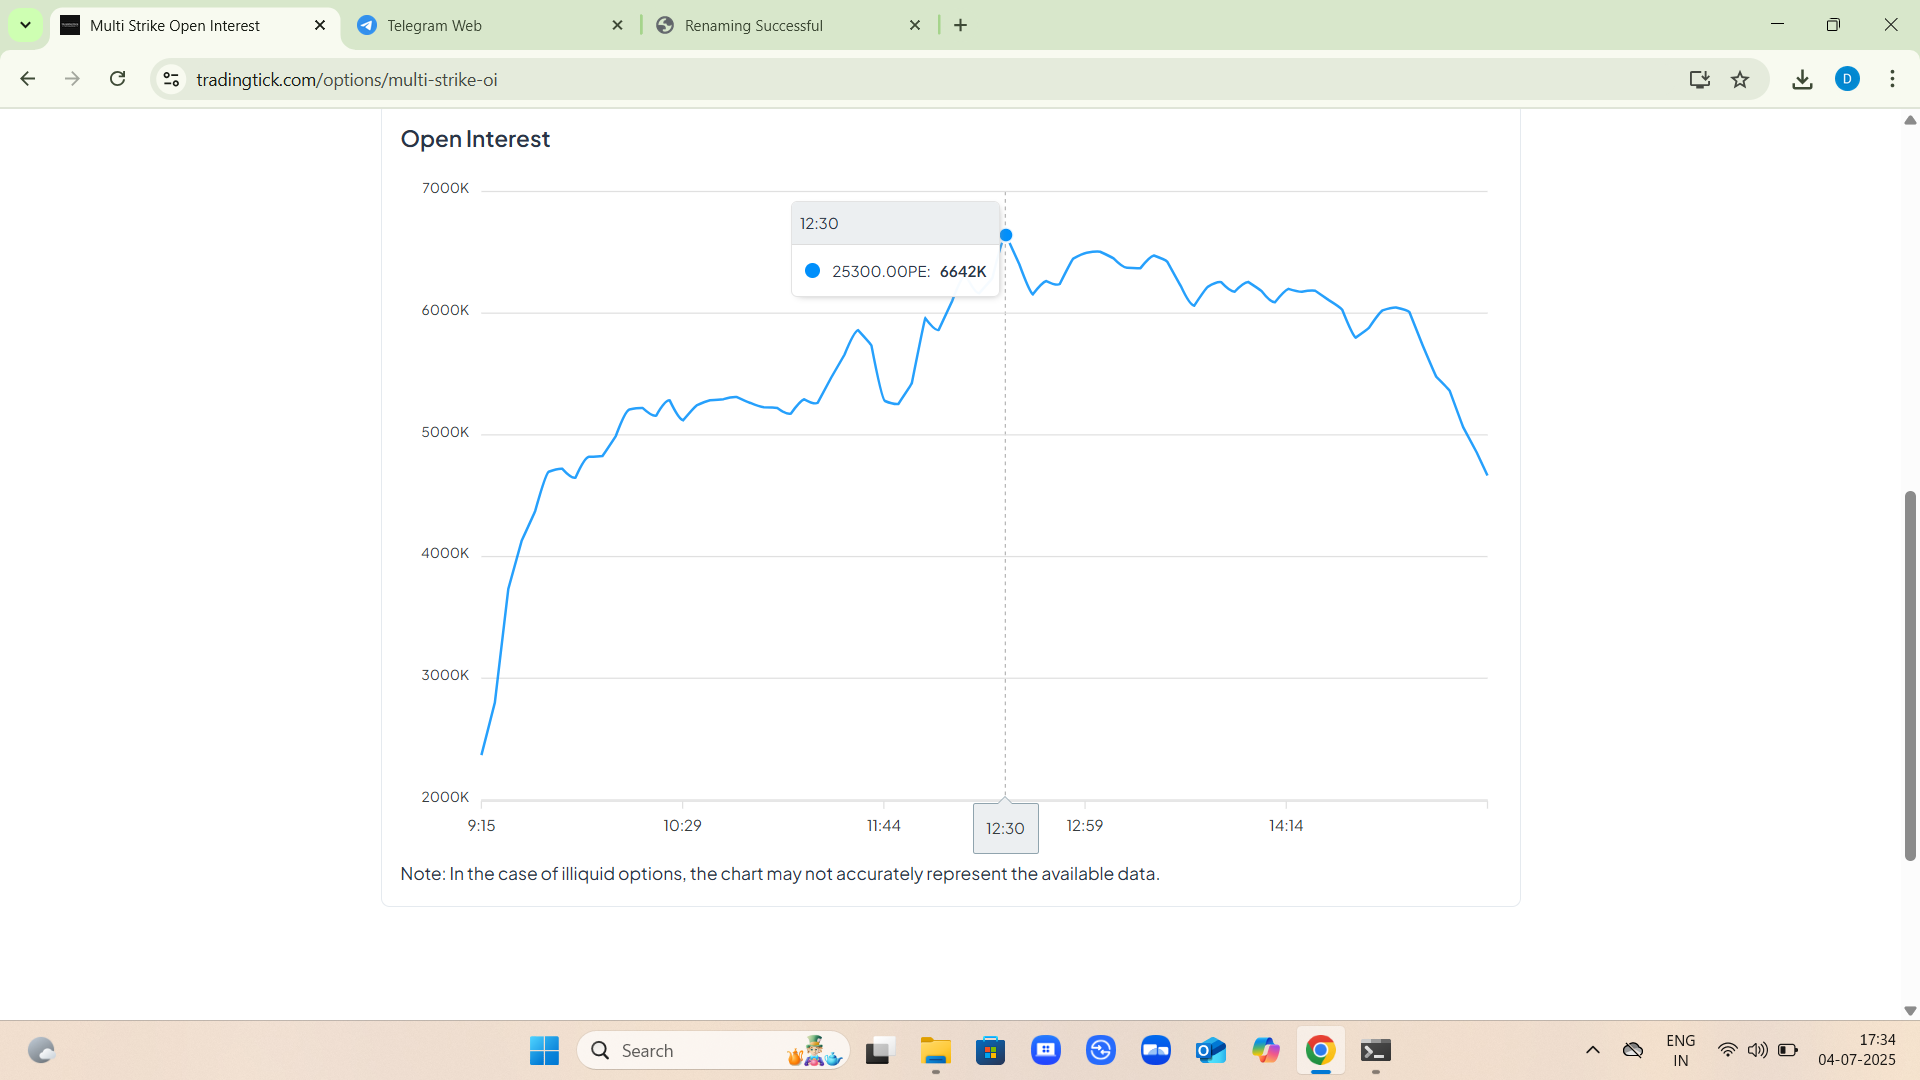 Multi Strike Open Interest
Telegram Web
Renaming Successful
tradingtick.com/options/multi-strike-oi
D
Open Interest
7000K
12:30
25300.00PE: 6642K
6000K
5000K
4000K
3000K
2000K
9:15
10:29
11:44
12:30
12:59
14:14
Note: In the case of illiquid options, the chart may not accurately represent the available data.
Search
ENG
IN
17:34
04-07-2025